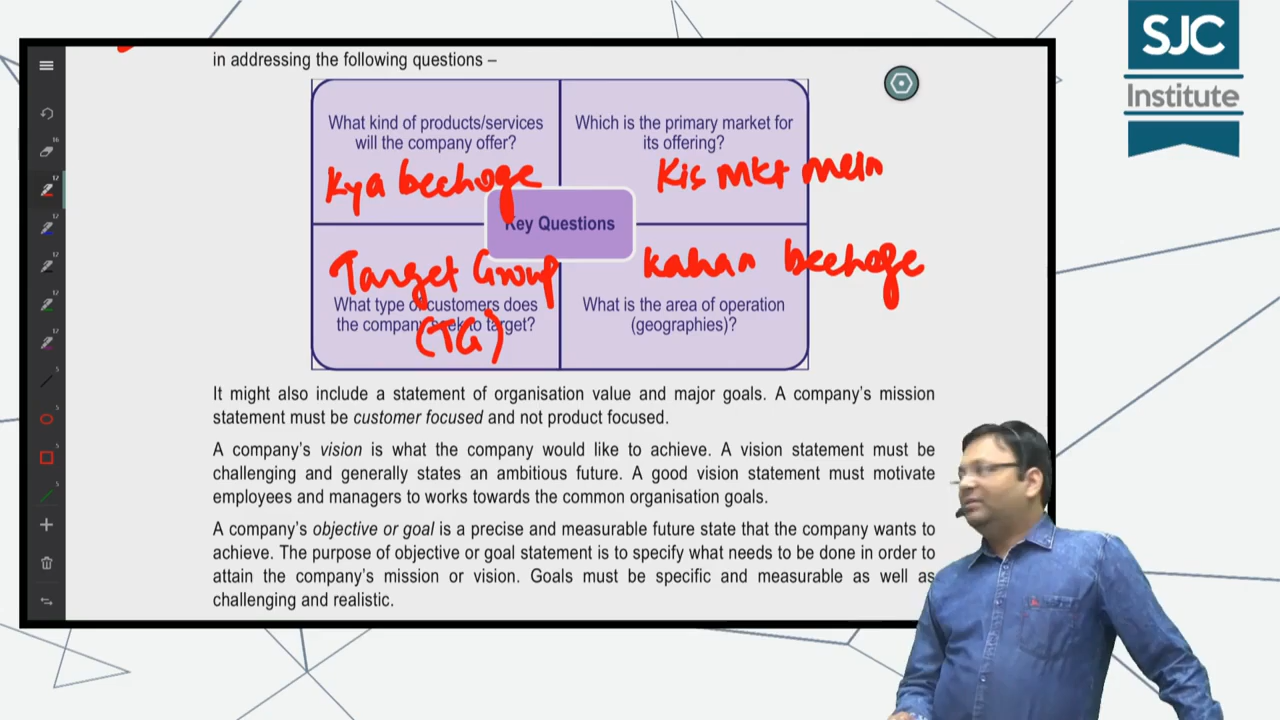 SJC
Institute
in addressing the following questions –
What kind of products/services
will the company offer?
Kya bechoge
Which is the primary market for
its offering?
Kis Mkt mein
Key Questions
Target Group
What type of customers does
the company seek to target?
(TG)
kahan bechoge
What is the area of operation
(geographies)?
It might also include a statement of organisation value and major goals. A company's mission
statement must be customer focused and not product focused.
A company's vision is what the company would like to achieve. A vision statement must be
challenging and generally states an ambitious future. A good vision statement must motivate
employees and managers to works towards the common organisation goals.
A company's objective or goal is a precise and measurable future state that the company wants to
achieve. The purpose of objective or goal statement is to specify what needs to be done in order to
attain the company's mission or vision. Goals must be specific and measurable as well as
challenging and realistic.